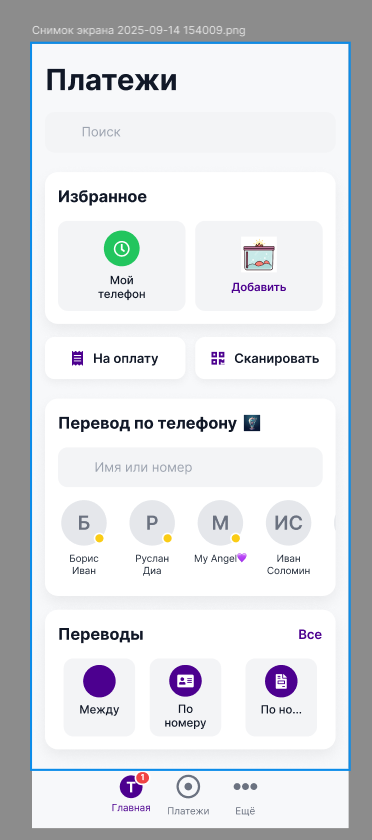 Снимок экрана 2025-09-14 154009.png
Платежи
Поиск
Избранное
Мой
телефон
Добавить
На оплату
Сканировать
Перевод по телефону
Имя или номер
Б
Р
М
ИС
Борис
Иван
Руслан
Диа
My Angel💜
Иван
Соломин
Переводы
Все
Между
По
номеру
По но...
Т
1
Главная
Платежи
Ещё